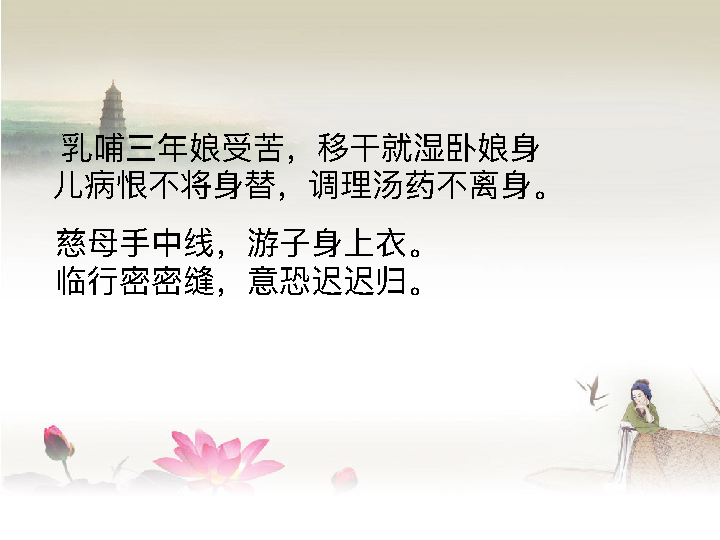 乳哺三年娘受苦，移干就湿卧娘身
儿病恨不将身替，调理汤药不离身。
慈母手中线，游子身上衣。
临行密密缝，意恐迟迟归。